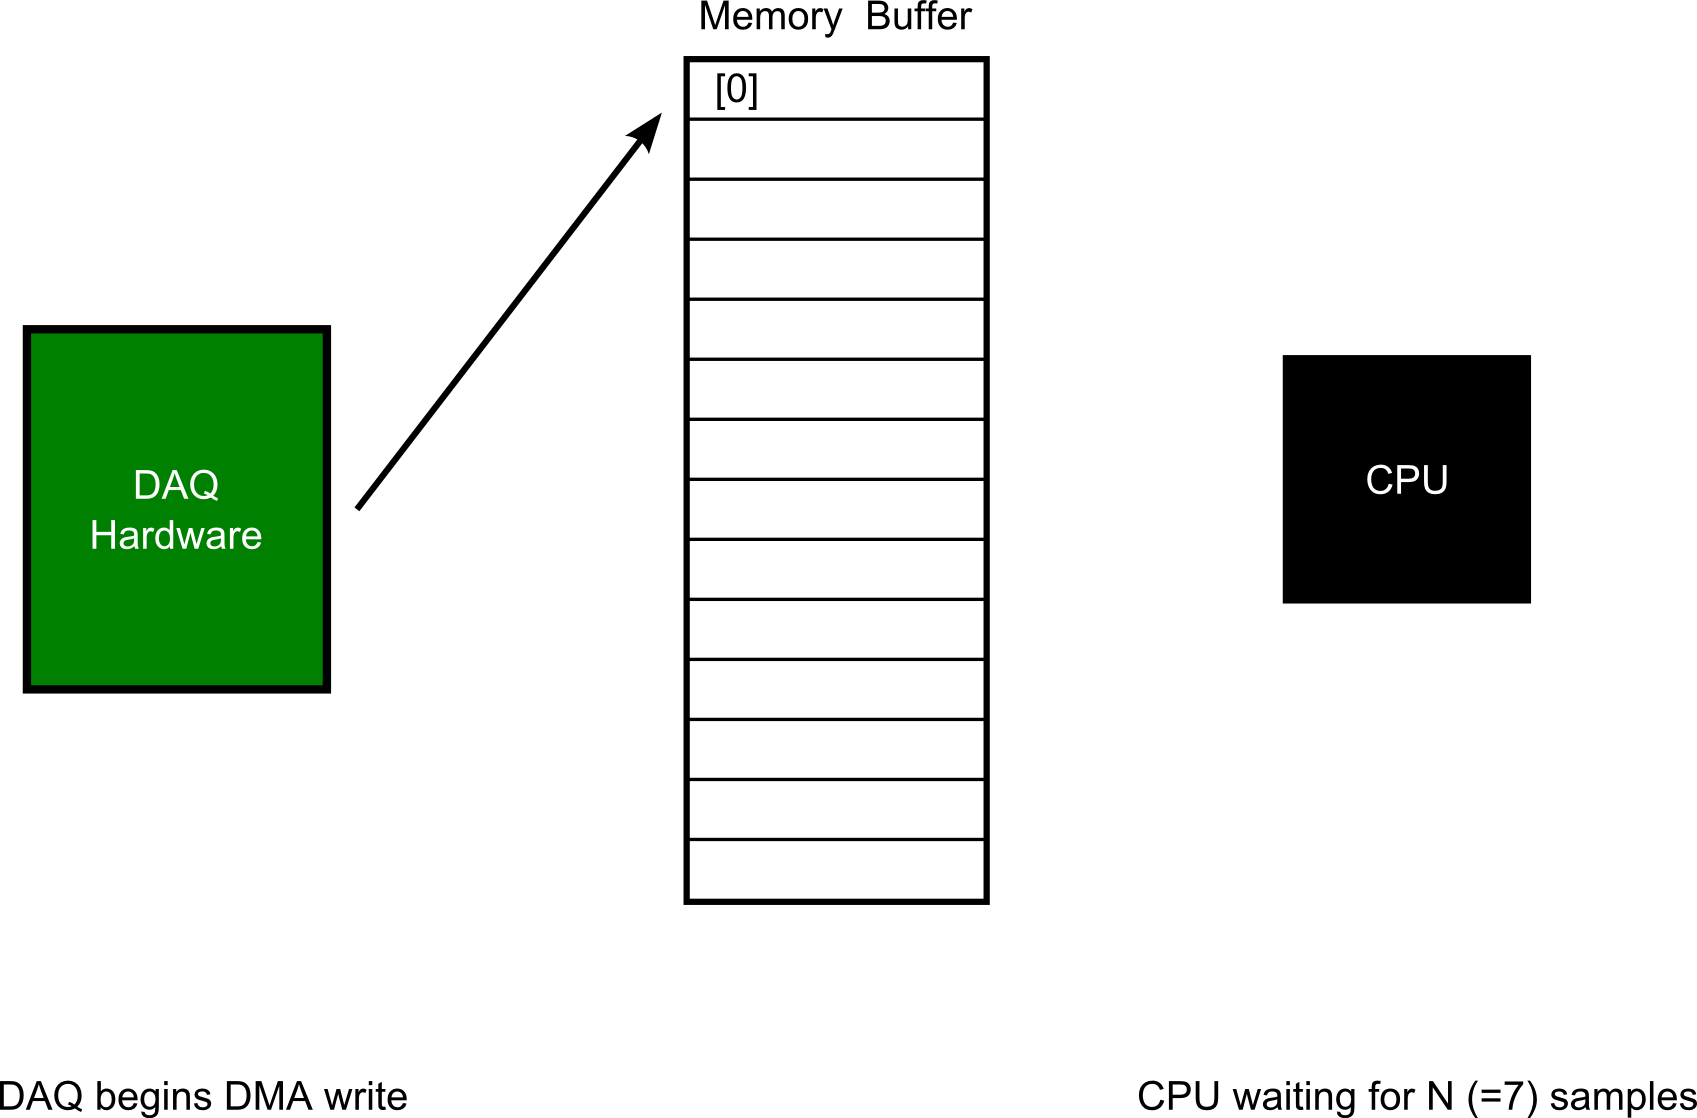 Memory Buffer
[0]
DAQ
Hardware
CPU
DAQ begins DMA write
CPU waiting for N (=7) samples